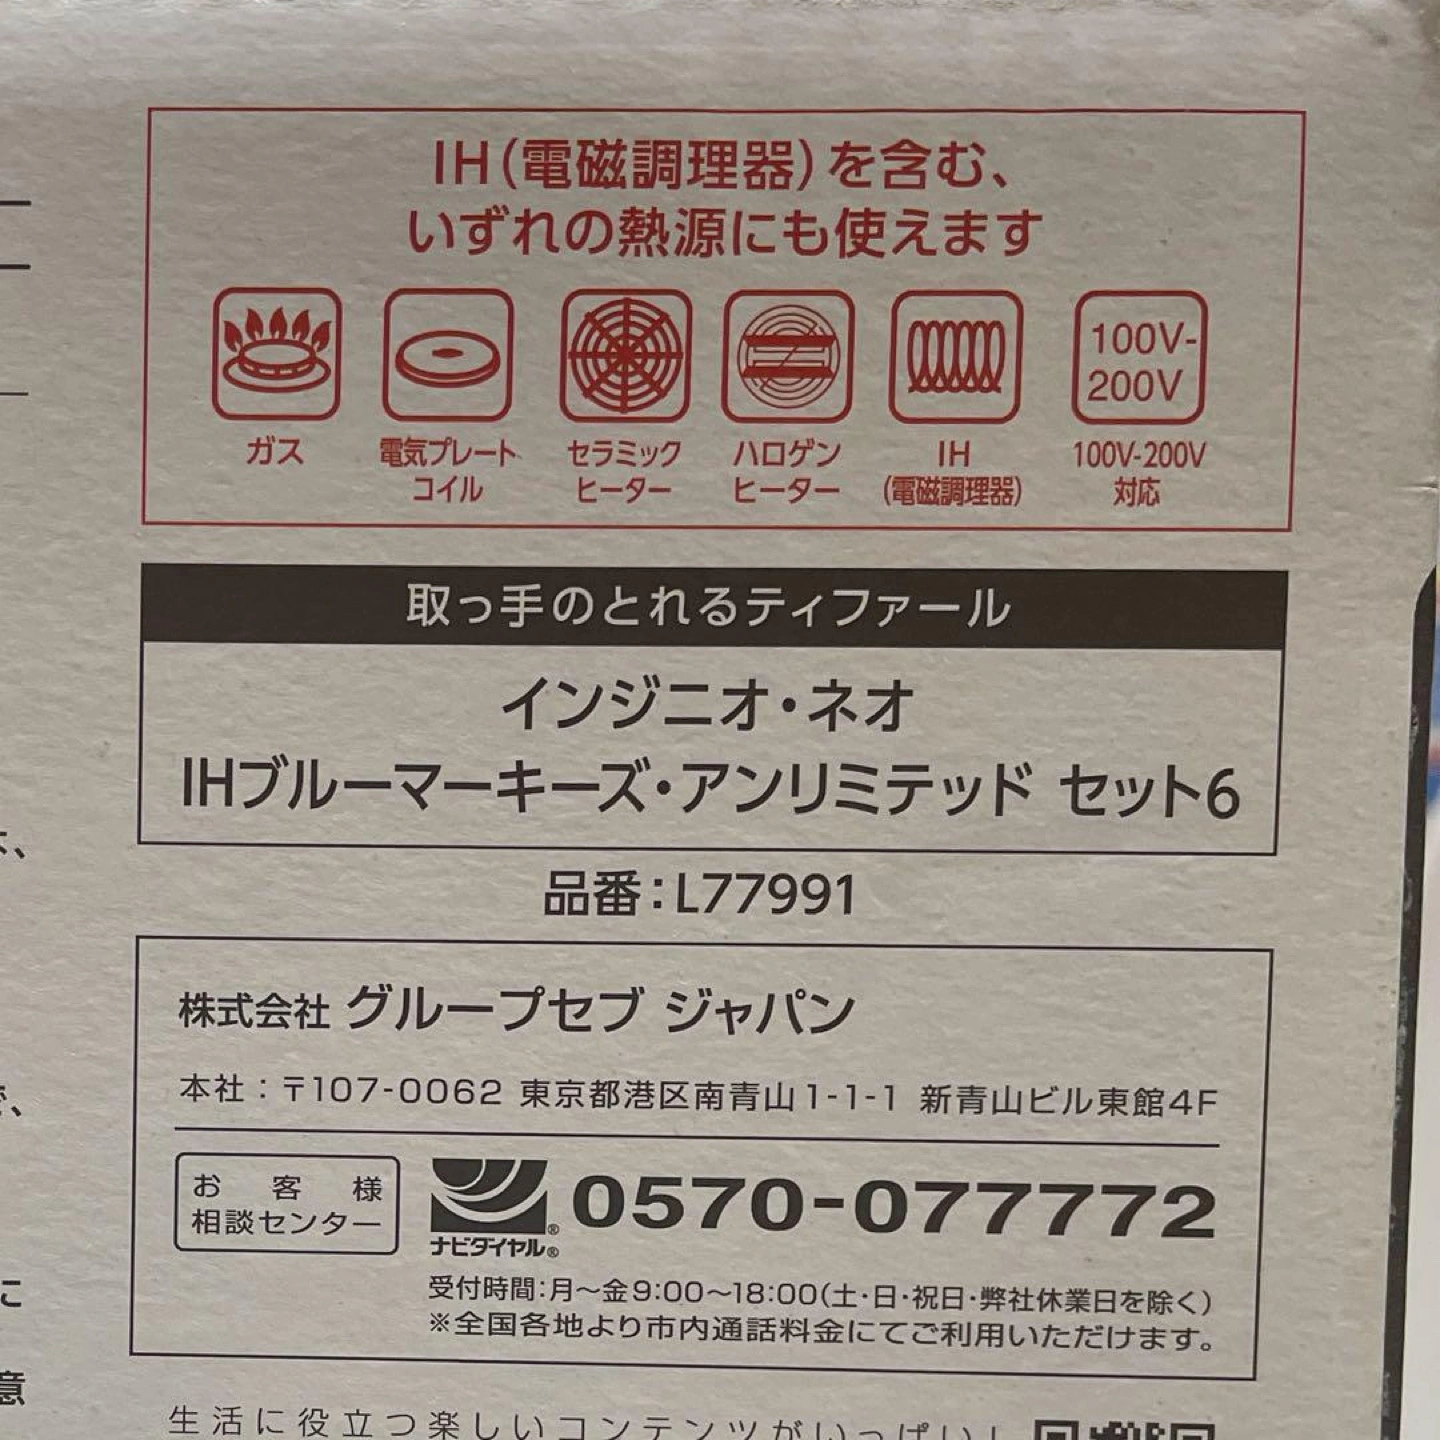 IH(電磁調理器)を含む、
いずれの熱源にも使えます
100V-
200V
ガス
電気プレート
コイル
セラミック
ヒーター
ハロゲン
ヒーター
IH
(電磁調理器)
100V-200V
対応
取っ手のとれるティファール
インジニオ・ネオ
IHブルーマーキーズ・アンリミテッド セット6
品番:L77991
株式会社 グループセブ ジャパン
本社:〒107-0062 東京都港区南青山1-1-1 新青山ビル東館4F
お客様
相談センター
ナビダイヤル®
0570-077772
受付時間:月〜金9:00〜18:00(土・日・祝日・弊社休業日を除く)
※全国各地より市内通話料金にてご利用いただけます。
生活に役立つ楽しいコンテンツがいっぱい!
に
意